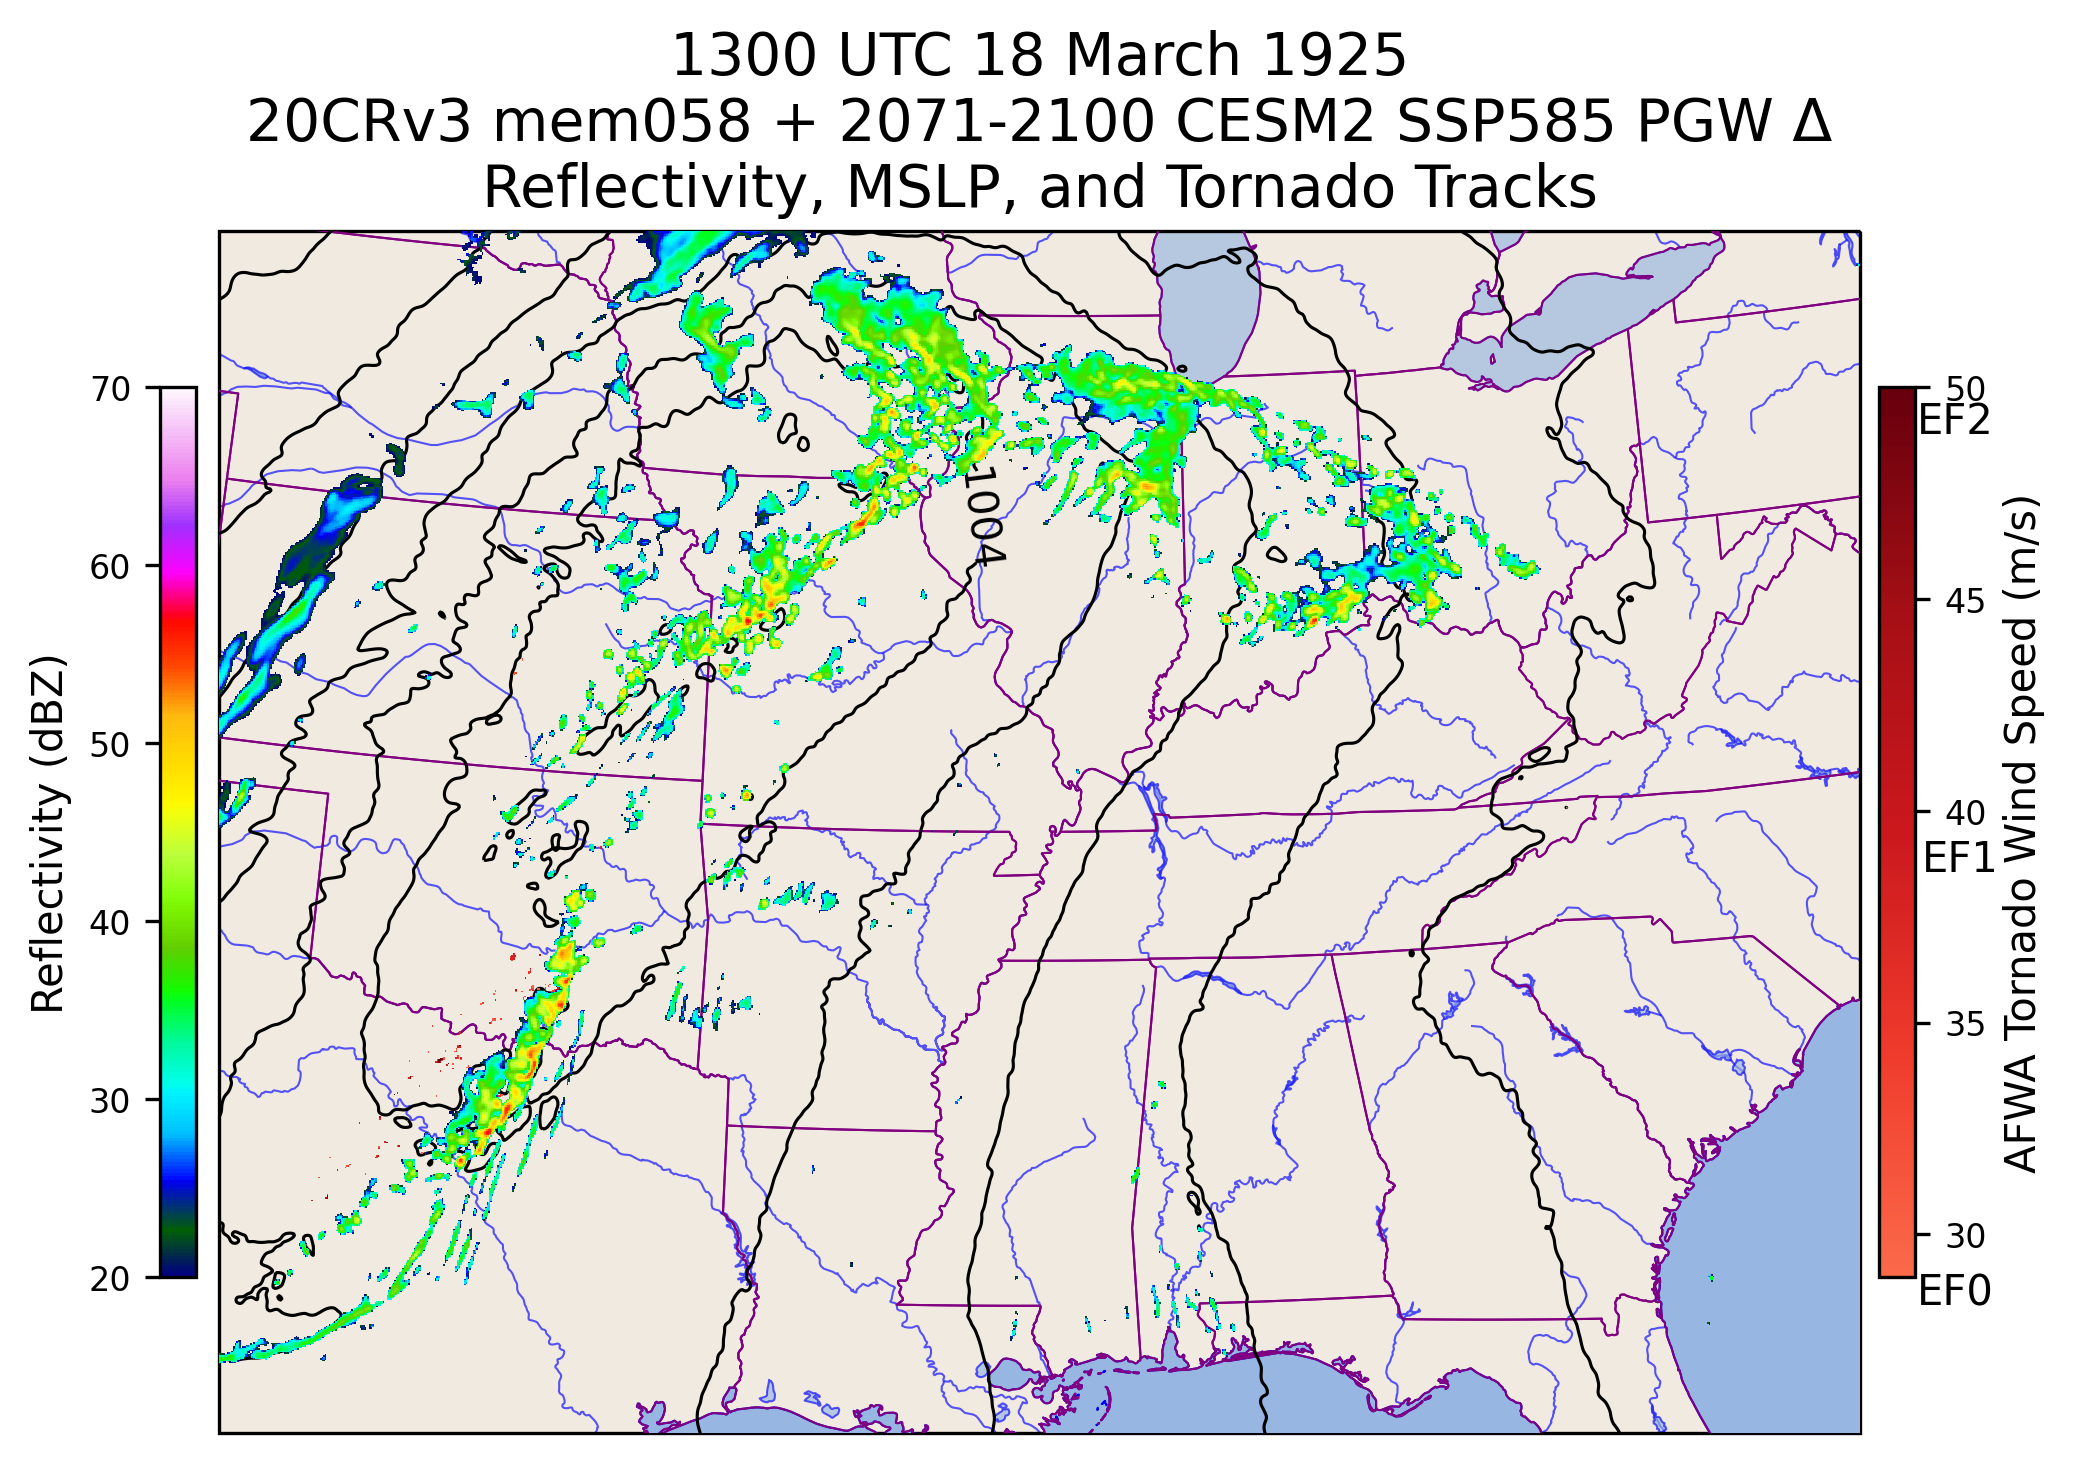 1300 UTC 18 March 1925
20CRv3 mem058 + 2071-2100 CESM2 SSP585 PGW Δ
Reflectivity, MSLP, and Tornado Tracks
Reflectivity (dBZ)
70
60
50
40
30
20
1004
50
EF2
45
40
EF1
35
30
EF0
AFWA Tornado Wind Speed (m/s)